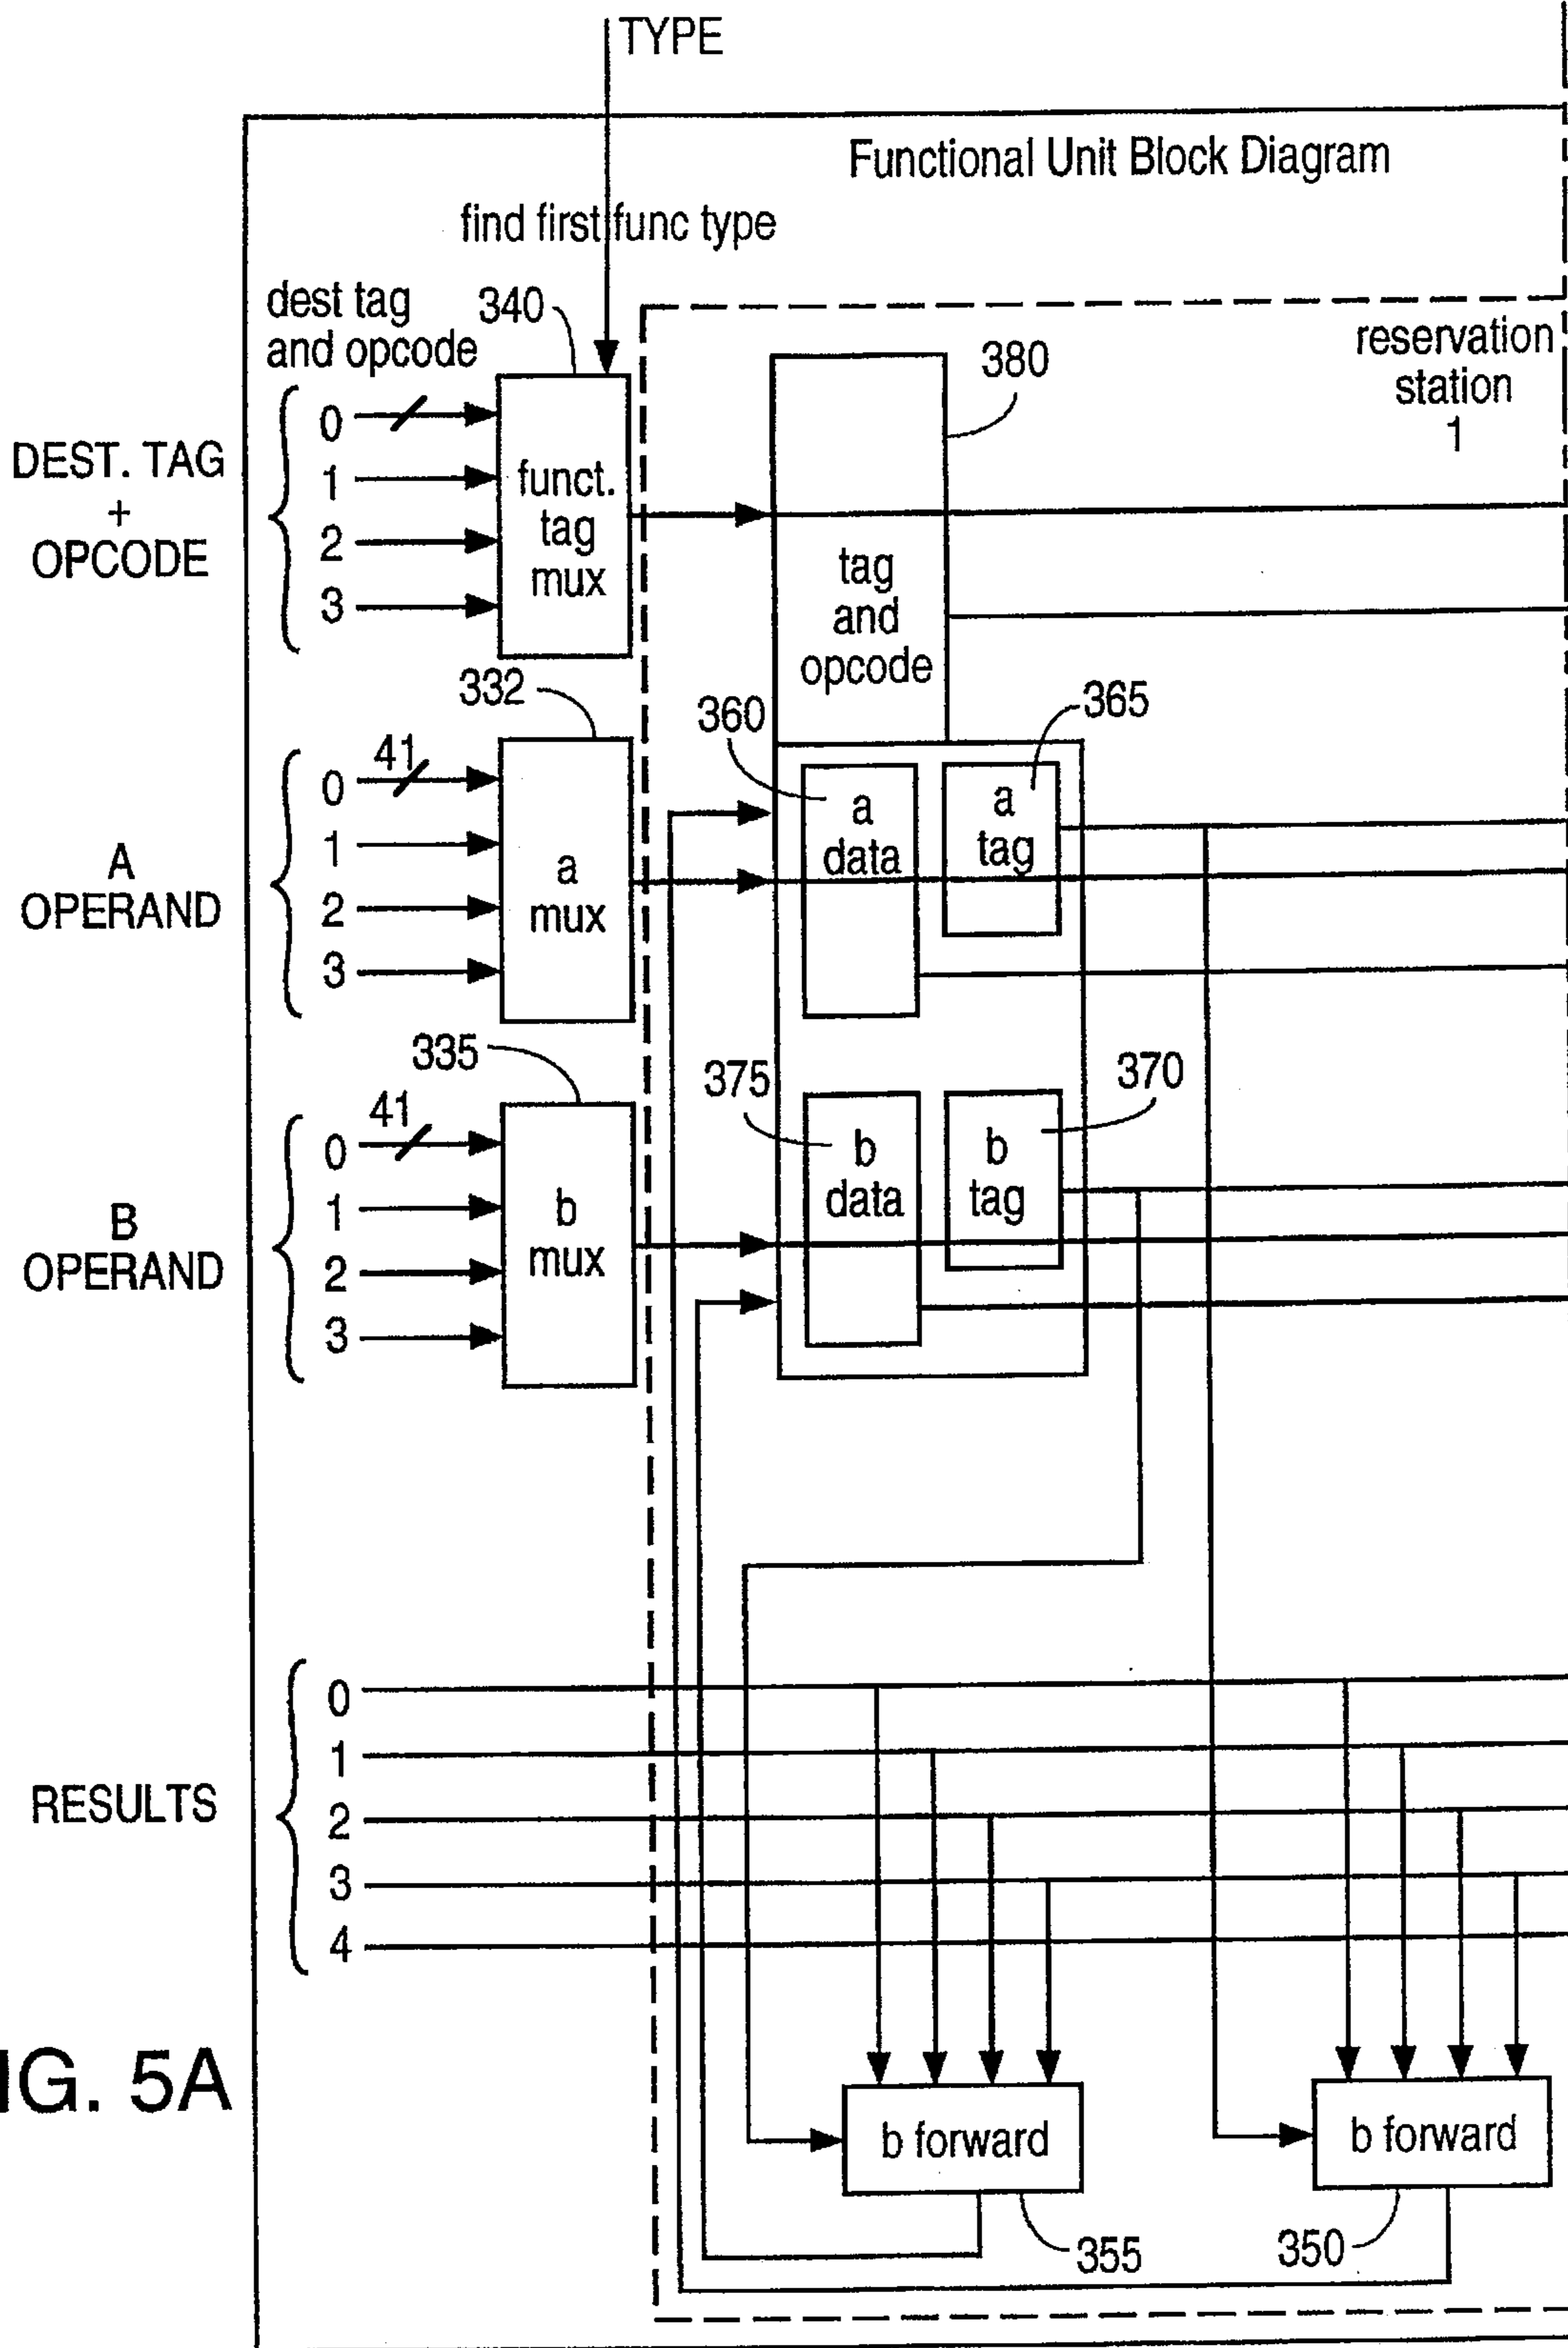 TYPE
Functional Unit Block Diagram
find first func type
dest tag
and opcode
340
380
reservation
station
1
DEST. TAG
+
OPCODE
0
1
2
3
funct.
tag
mux
tag
and
opcode
332
360
365
A
OPERAND
41
0
1
2
3
a
mux
a
data
a
tag
335
375
370
B
OPERAND
41
0
1
2
3
b
mux
b
data
b
tag
RESULTS
0
1
2
3
4
b forward
b forward
355
350
IG. 5A